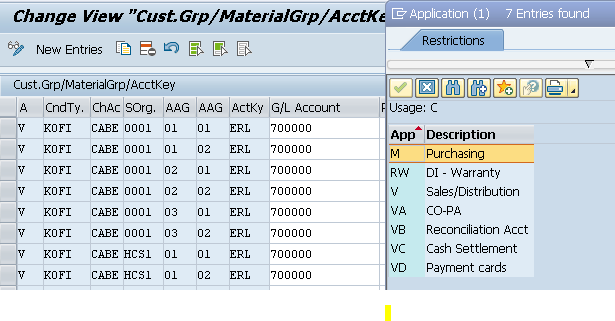 Change View "Cust.Grp/MaterialGrp/AcctKe
New Entries
Cust.Grp/MaterialGrp/AcctKey
A CndTy. ChAc SOrg. AAG AAG ActKy G/L Account
V KOFI CABE 0001 01 01 ERL 700000
V KOFI CABE 0001 01 02 ERL 700000
V KOFI CABE 0001 02 01 ERL 700000
V KOFI CABE 0001 02 02 ERL 700000
V KOFI CABE 0001 03 01 ERL 700000
V KOFI CABE 0001 03 02 ERL 700000
V KOFI CABE HCS1 01 01 ERL 700000
V KOFI CABE HCS1 01 02 ERL 700000
Application (1) 7 Entries found
Restrictions
Usage: C
App Description
M Purchasing
RW DI - Warranty
V Sales/Distribution
VA CO-PA
VB Reconciliation Acct
VC Cash Settlement
VD Payment cards